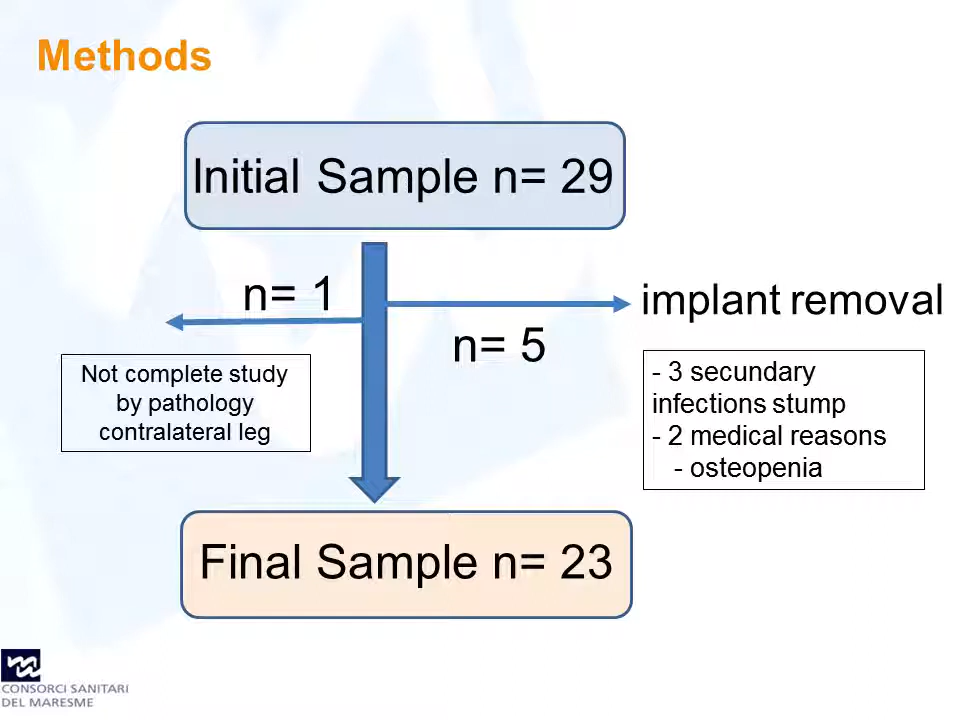 Methods
Initial Sample n= 29
n= 1
implant removal
n= 5
Not complete study
by pathology
contralateral leg
- 3 secundary
infections stump
- 2 medical reasons
- osteopenia
Final Sample n= 23
CONSORCI SANITARI
DEL MARESME